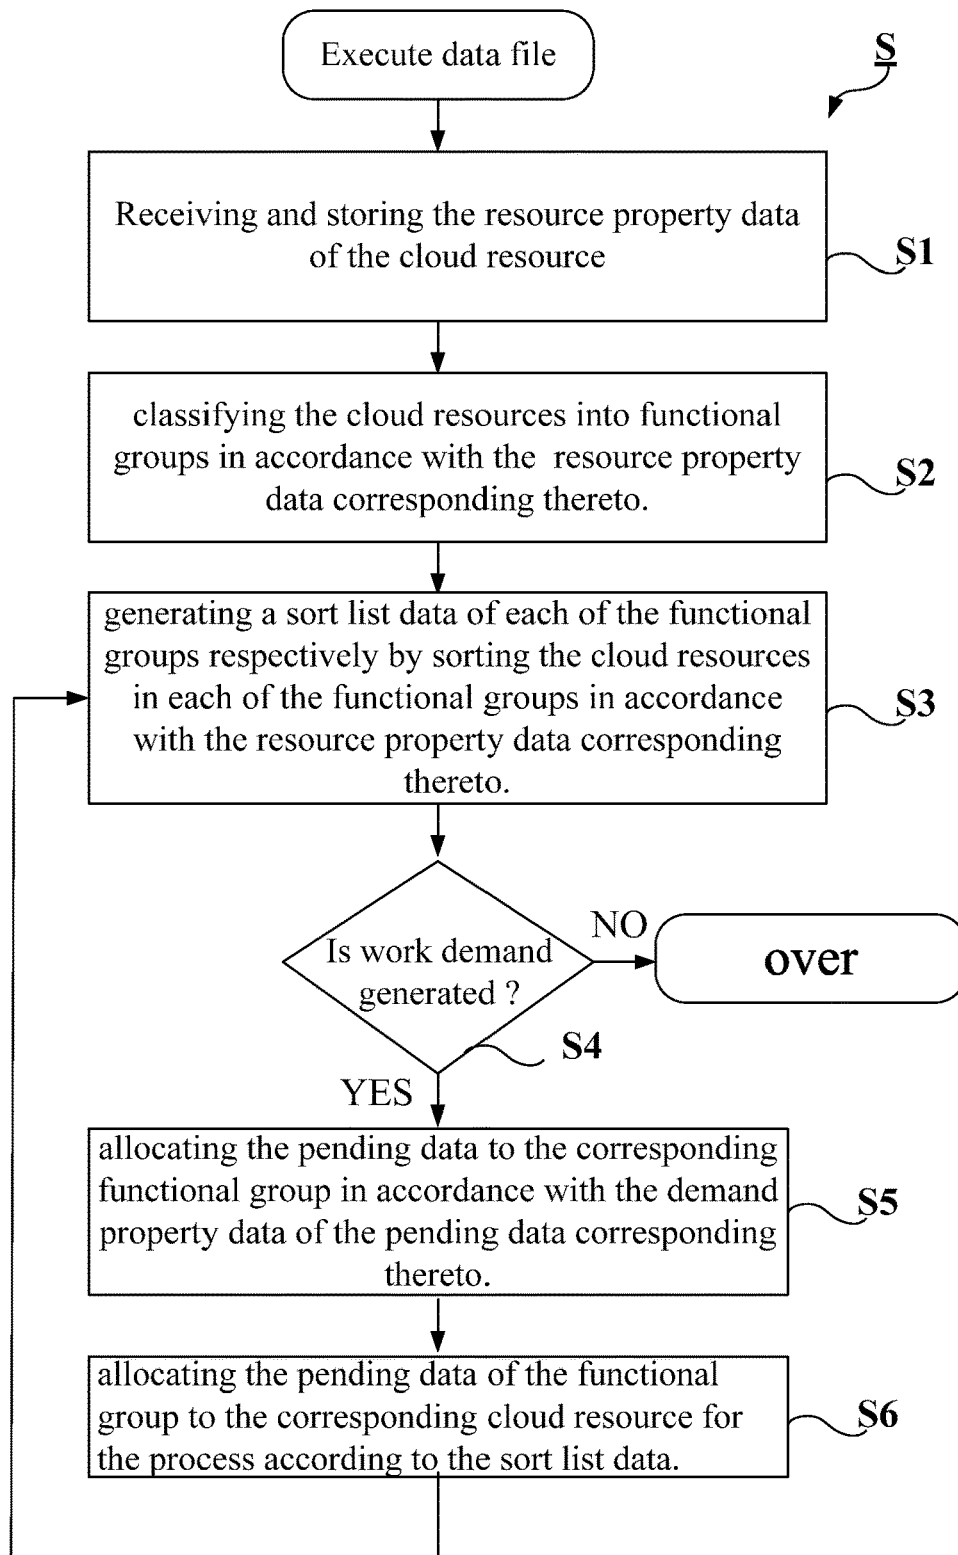 Execute data file
S
Receiving and storing the resource property data
of the cloud resource
S1
classifying the cloud resources into functional
groups in accordance with the resource property
data corresponding thereto.
S2
generating a sort list data of each of the functional
groups respectively by sorting the cloud resources
in each of the functional groups in accordance
with the resource property data corresponding
thereto.
S3
Is work demand
generated ?
NO
over
S4
YES
allocating the pending data to the corresponding
functional group in accordance with the demand
property data of the pending data corresponding
thereto.
S5
allocating the pending data of the functional
group to the corresponding cloud resource for
the process according to the sort list data.
S6